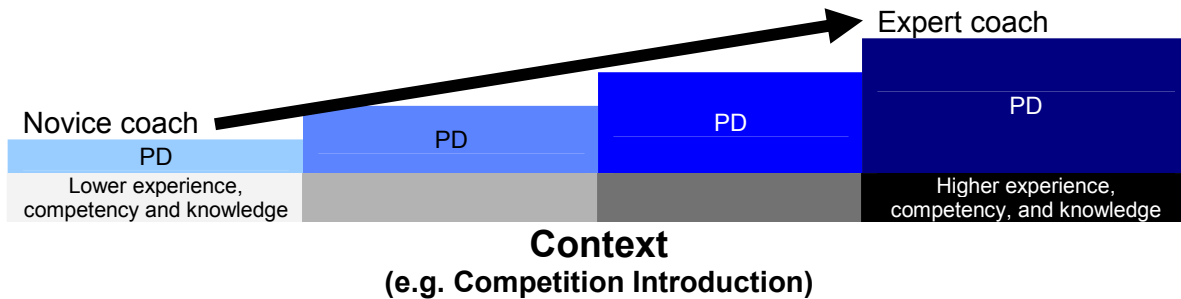 Expert coach
Novice coach
PD
PD
PD
PD
Lower experience,
competency and knowledge
Higher experience,
competency, and knowledge
Context
(e.g. Competition Introduction)